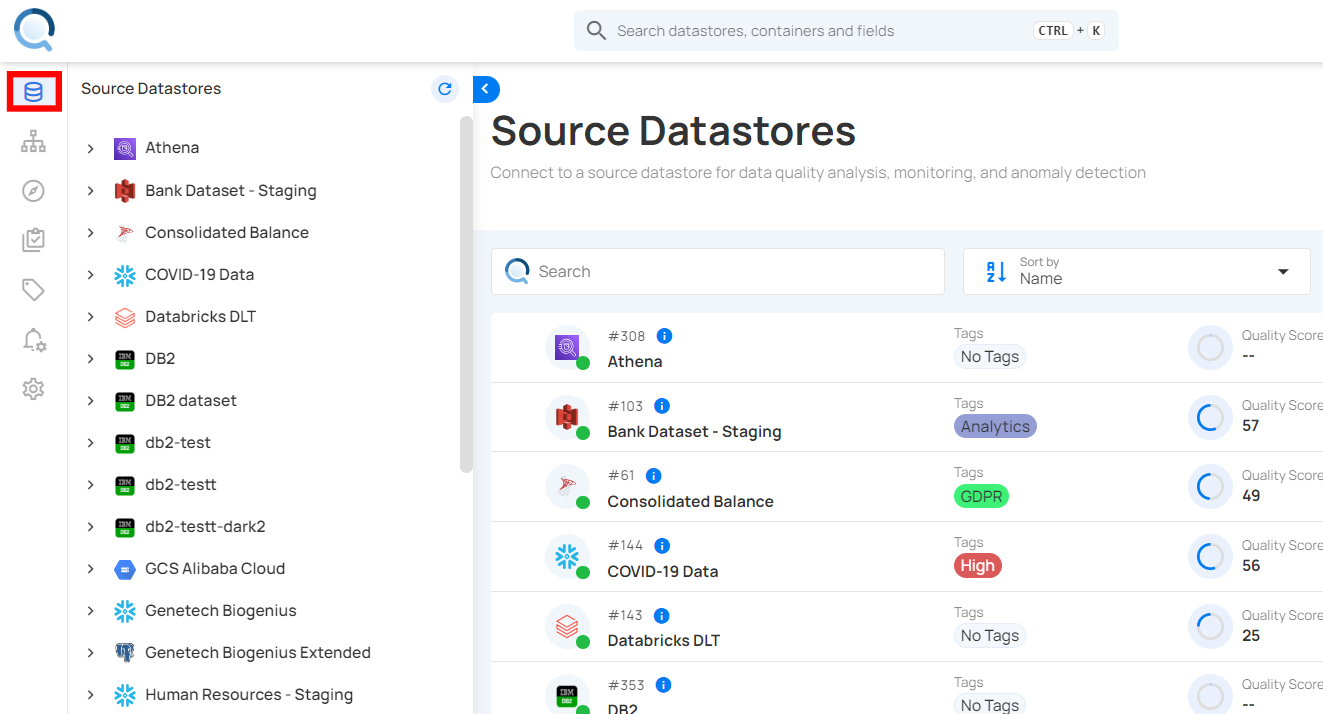 Search datastores, containers and fields CTRL + K
Source Datastores
Athena
Bank Dataset - Staging
Consolidated Balance
COVID-19 Data
Databricks DLT
DB2
DB2 dataset
db2-test
db2-testt
db2-testt-dark2
GCS Alibaba Cloud
Genetech Biogenius
Genetech Biogenius Extended
Human Resources - Staging
Source Datastores
Connect to a source datastore for data quality analysis, monitoring, and anomaly detection
Search
Sort by
Name
#308
Athena
Tags
No Tags
Quality Score
--
#103
Bank Dataset - Staging
Tags
Analytics
Quality Score
57
#61
Consolidated Balance
Tags
GDPR
Quality Score
49
#144
COVID-19 Data
Tags
High
Quality Score
56
#143
Databricks DLT
Tags
No Tags
Quality Score
25
#353
DB2
Tags
No Tags
Quality Score
--